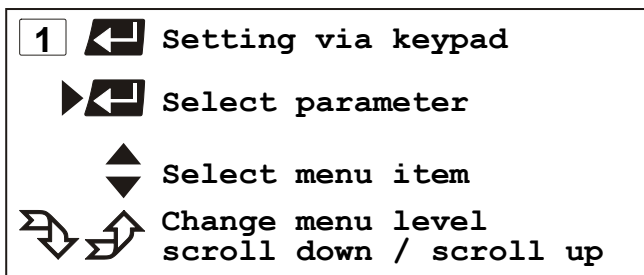 1 Setting via keypad
Select parameter
Select menu item
Change menu level
scroll down / scroll up